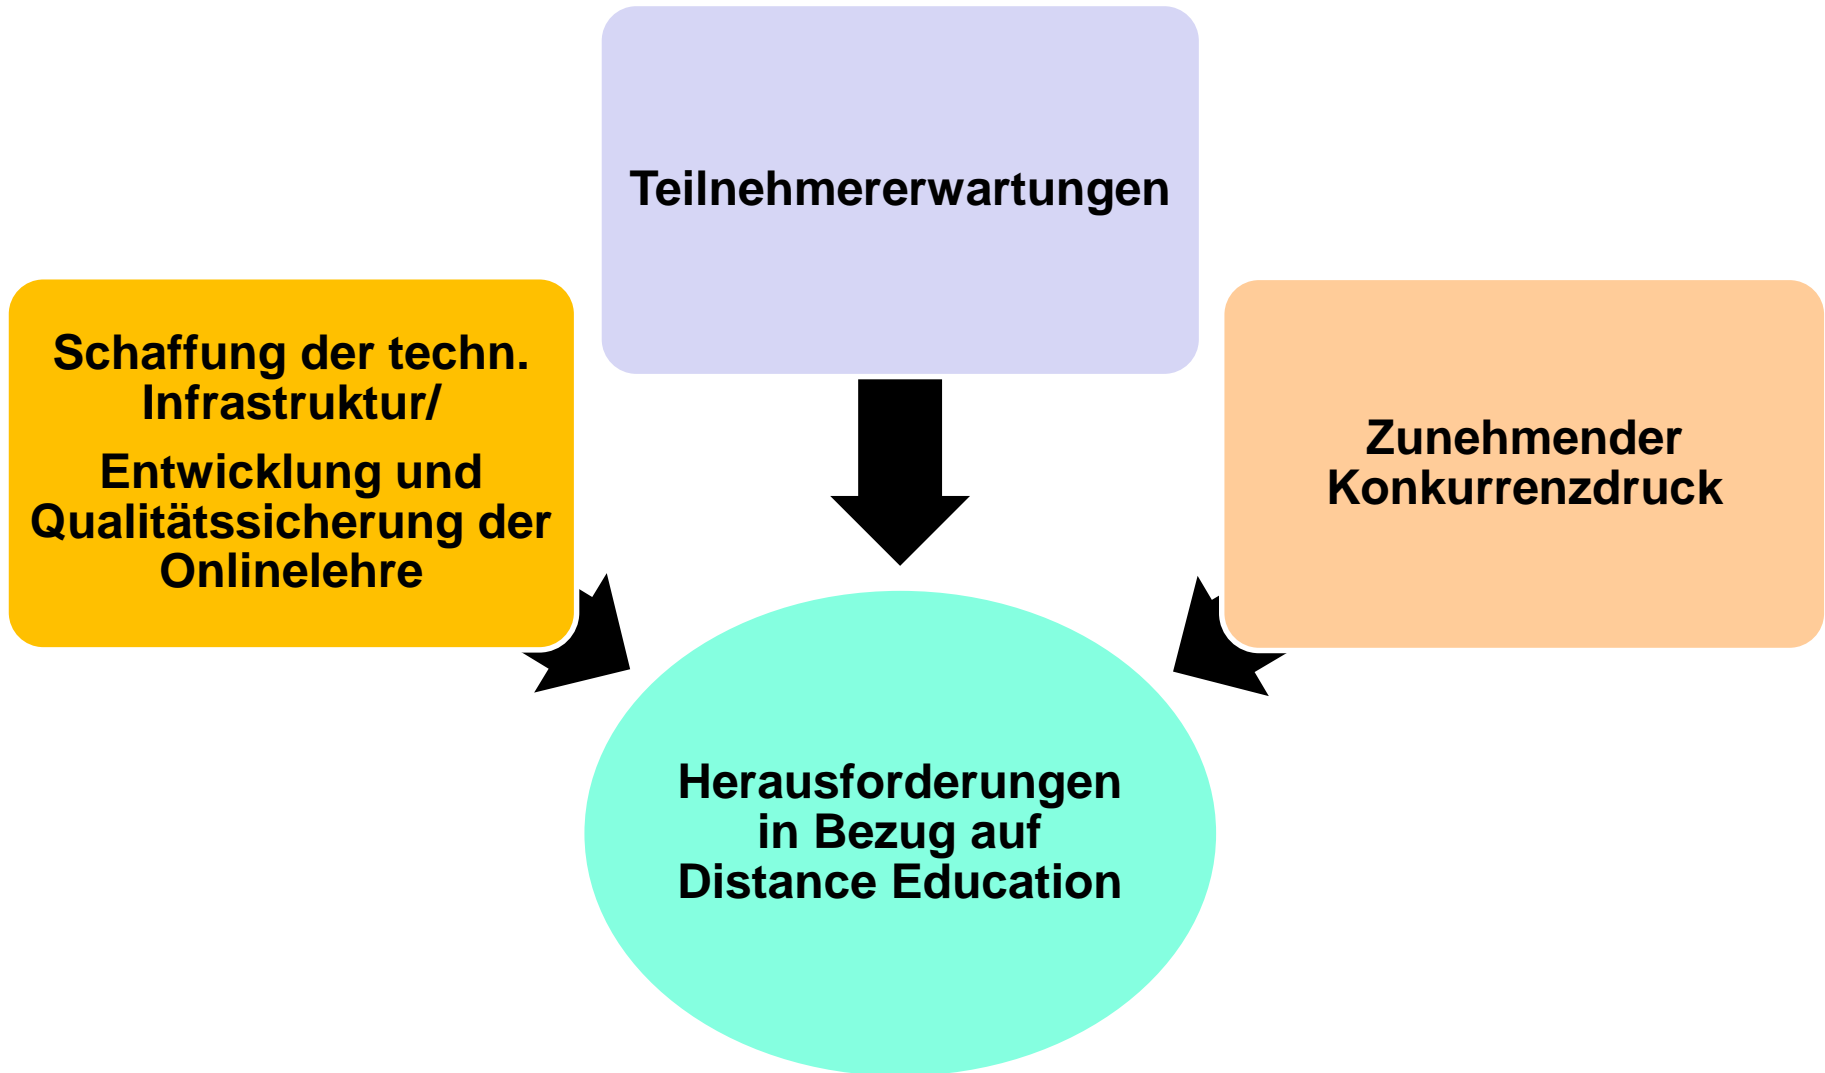 Teilnehmererwartungen
Schaffung der techn.
Infrastruktur/
Entwicklung und
Qualitätssicherung der
Onlinelehre
Zunehmender
Konkurrenzdruck
Herausforderungen
in Bezug auf
Distance Education